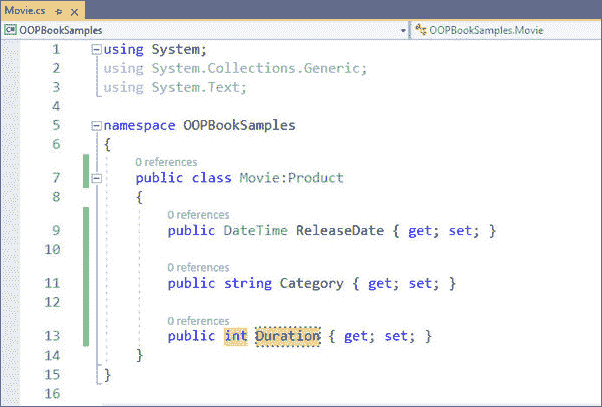 Movie.cs
OOPBookSamples OOPBookSamples.Movie
1 using System;
2 using System.Collections.Generic;
3 using System.Text;
4
5 namespace OOPBookSamples
6 {
0 references
7 public class Movie:Product
8 {
0 references
9 public DateTime ReleaseDate { get; set; }
10
0 references
11 public string Category { get; set; }
12
0 references
13 public int Duration { get; set; }
14 }
15 }
16